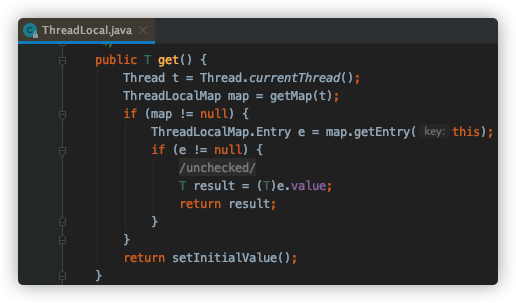 ThreadLocal.java
public T get() {
Thread t = Thread.currentThread();
ThreadLocalMap map = getMap(t);
if (map != null) {
ThreadLocalMap.Entry e = map.getEntry( key: this);
if (e != null) {
/unchecked/
T result = (T)e.value;
return result;
}
}
return setInitialValue();
}